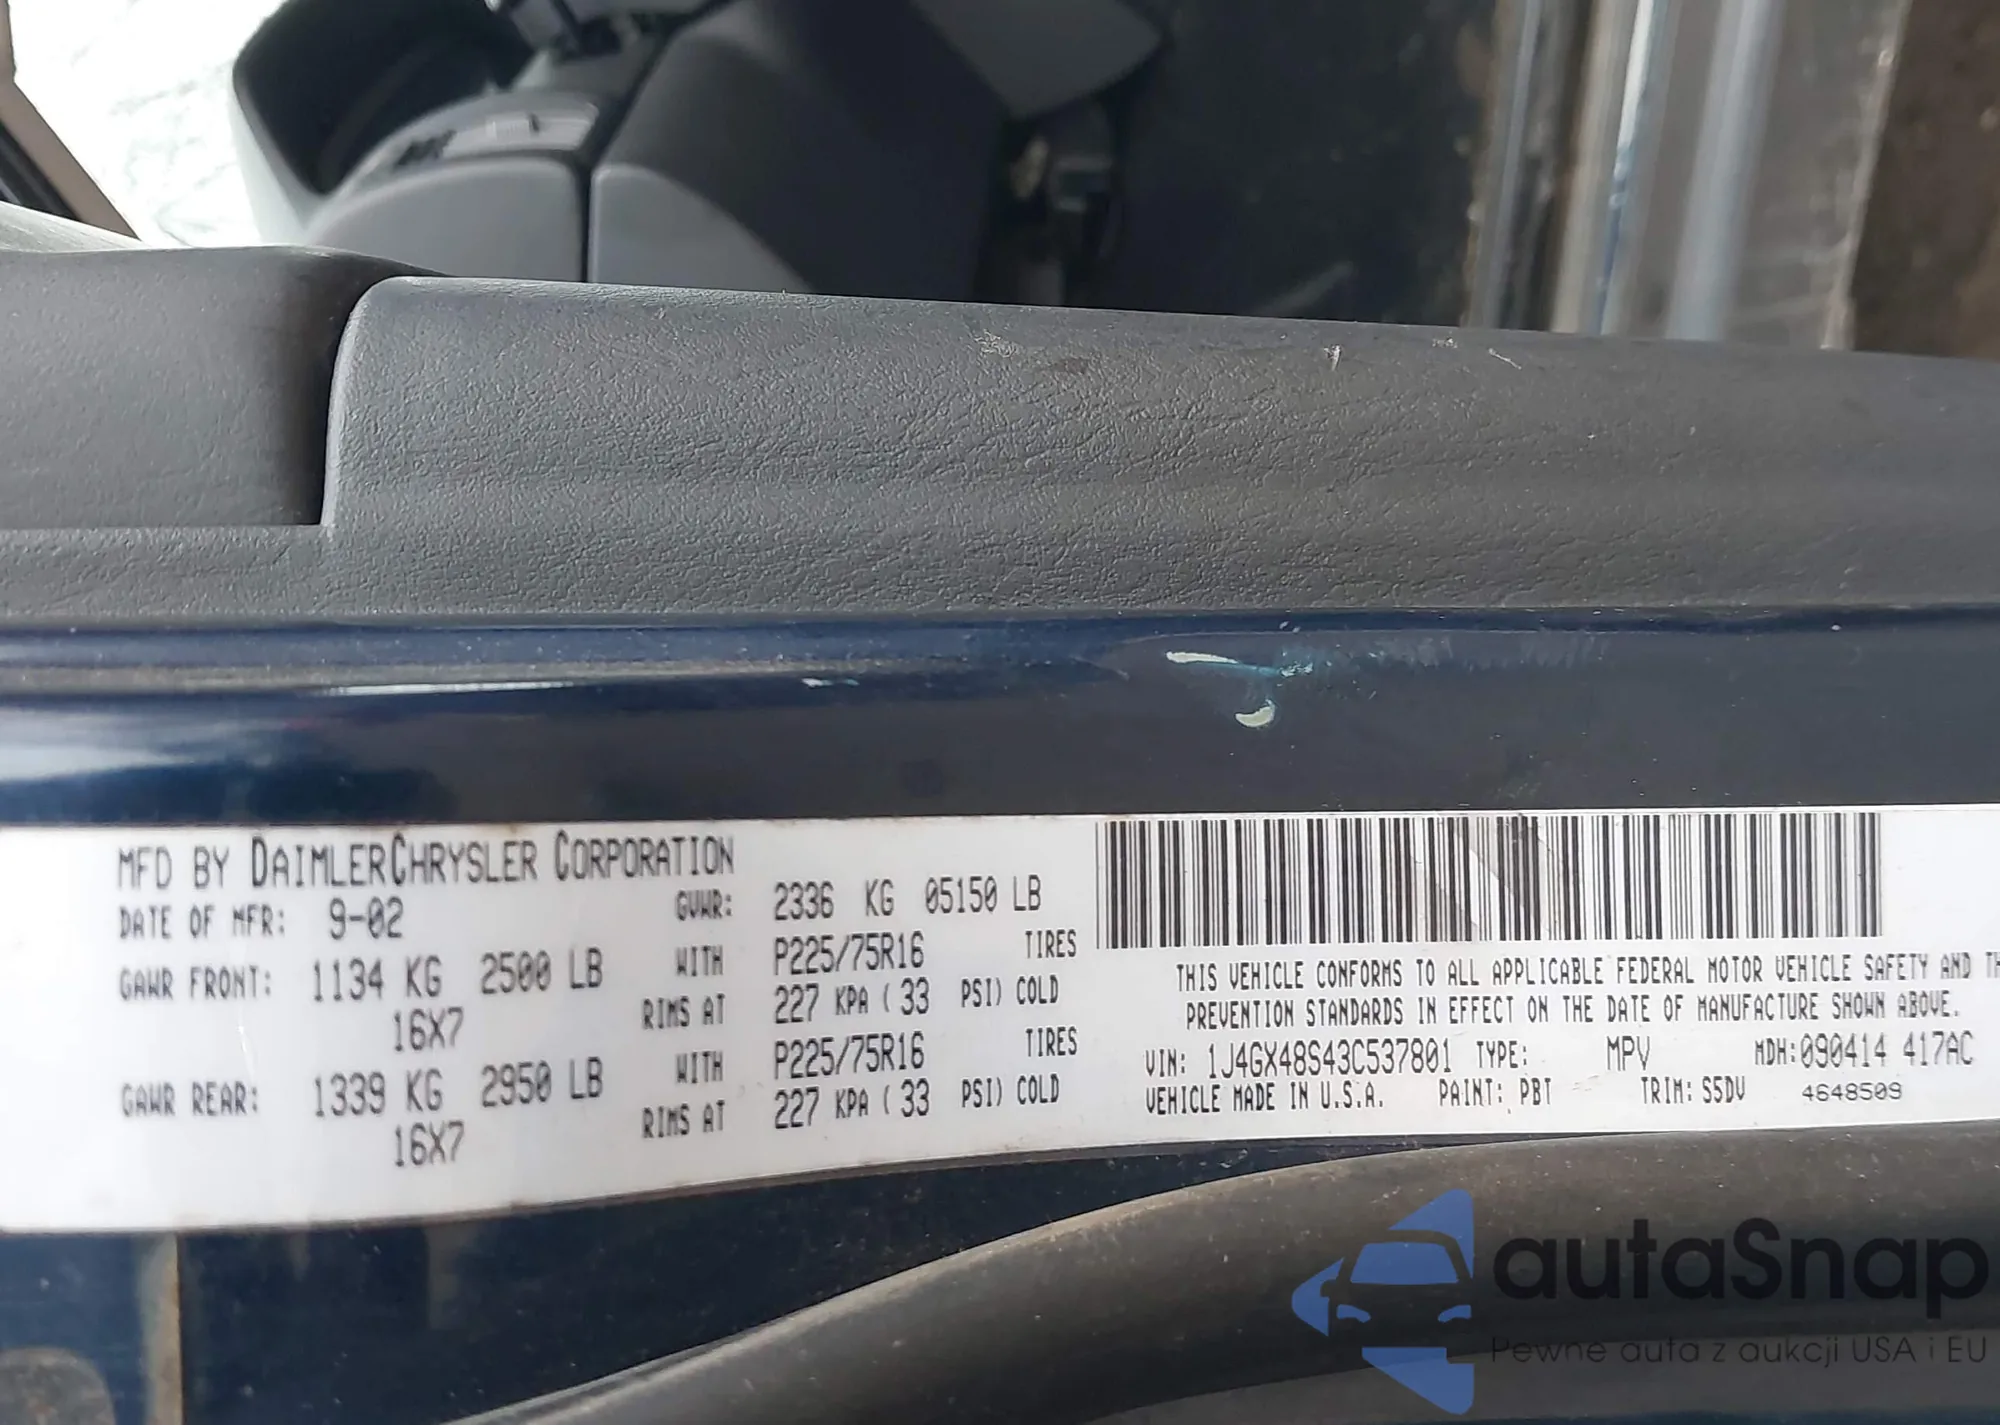 MFD BY DAIMLERCHRYSLER CORPORATION
DATE OF MFR: 9-02 GVWR: 2336 KG 05150 LB
GAWR FRONT: 1134 KG 2500 LB WITH P225/75R16 TIRES
16X7 RIMS AT 227 KPA ( 33 PSI) COLD
GAWR REAR: 1339 KG 2950 LB WITH P225/75R16 TIRES
16X7 RIMS AT 227 KPA ( 33 PSI) COLD
THIS VEHICLE CONFORMS TO ALL APPLICABLE FEDERAL MOTOR VEHICLE SAFETY AND TH
PREVENTION STANDARDS IN EFFECT ON THE DATE OF MANUFACTURE SHOWN ABOVE.
VIN: 1J4GX48S43C537801 TYPE: MPV MDH:090414 417AC
VEHICLE MADE IN U.S.A. PAINT: PBT TRIM: S5DV 4648509
autaSnap
Pewne auta z aukcji USA i EU